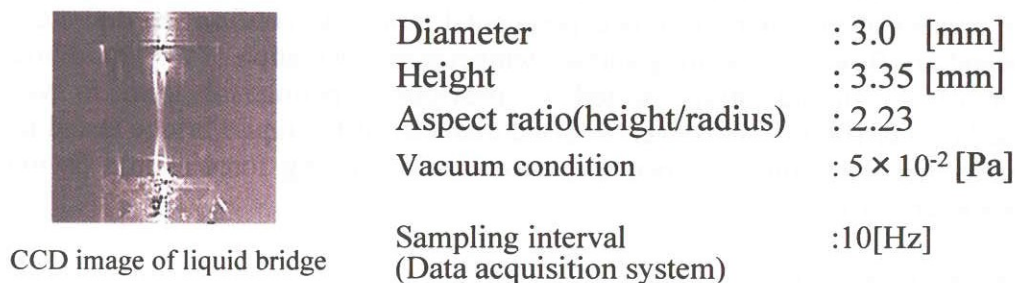 Diameter : 3.0 [mm]
Height : 3.35 [mm]
Aspect ratio(height/radius) : 2.23
Vacuum condition : 5 × 10⁻² [Pa]
Sampling interval :10[Hz]
(Data acquisition system)
CCD image of liquid bridge